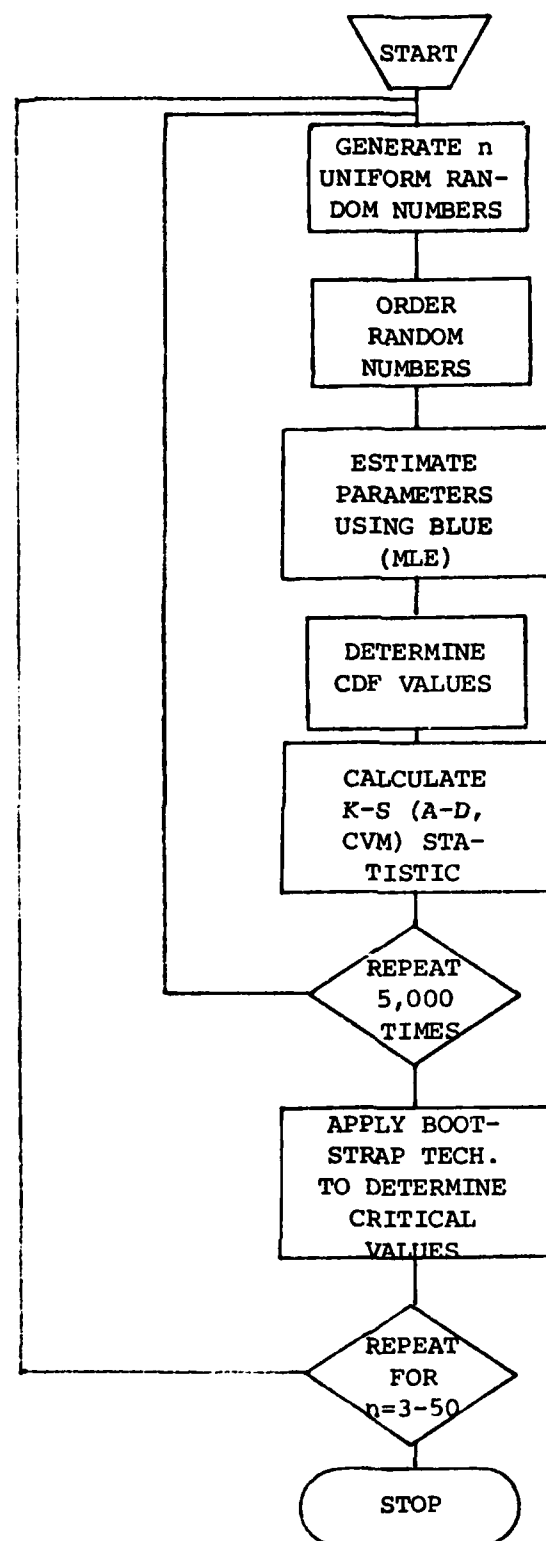 START
GENERATE n
UNIFORM RAN-
DOM NUMBERS
ORDER
RANDOM
NUMBERS
ESTIMATE
PARAMETERS
USING BLUE
(MLE)
DETERMINE
CDF VALUES
CALCULATE
K-S (A-D,
CVM) STA-
TISTIC
REPEAT
5,000
TIMES
APPLY BOOT-
STRAP TECH.
TO DETERMINE
CRITICAL
VALUES
REPEAT
FOR
n=3-50
STOP